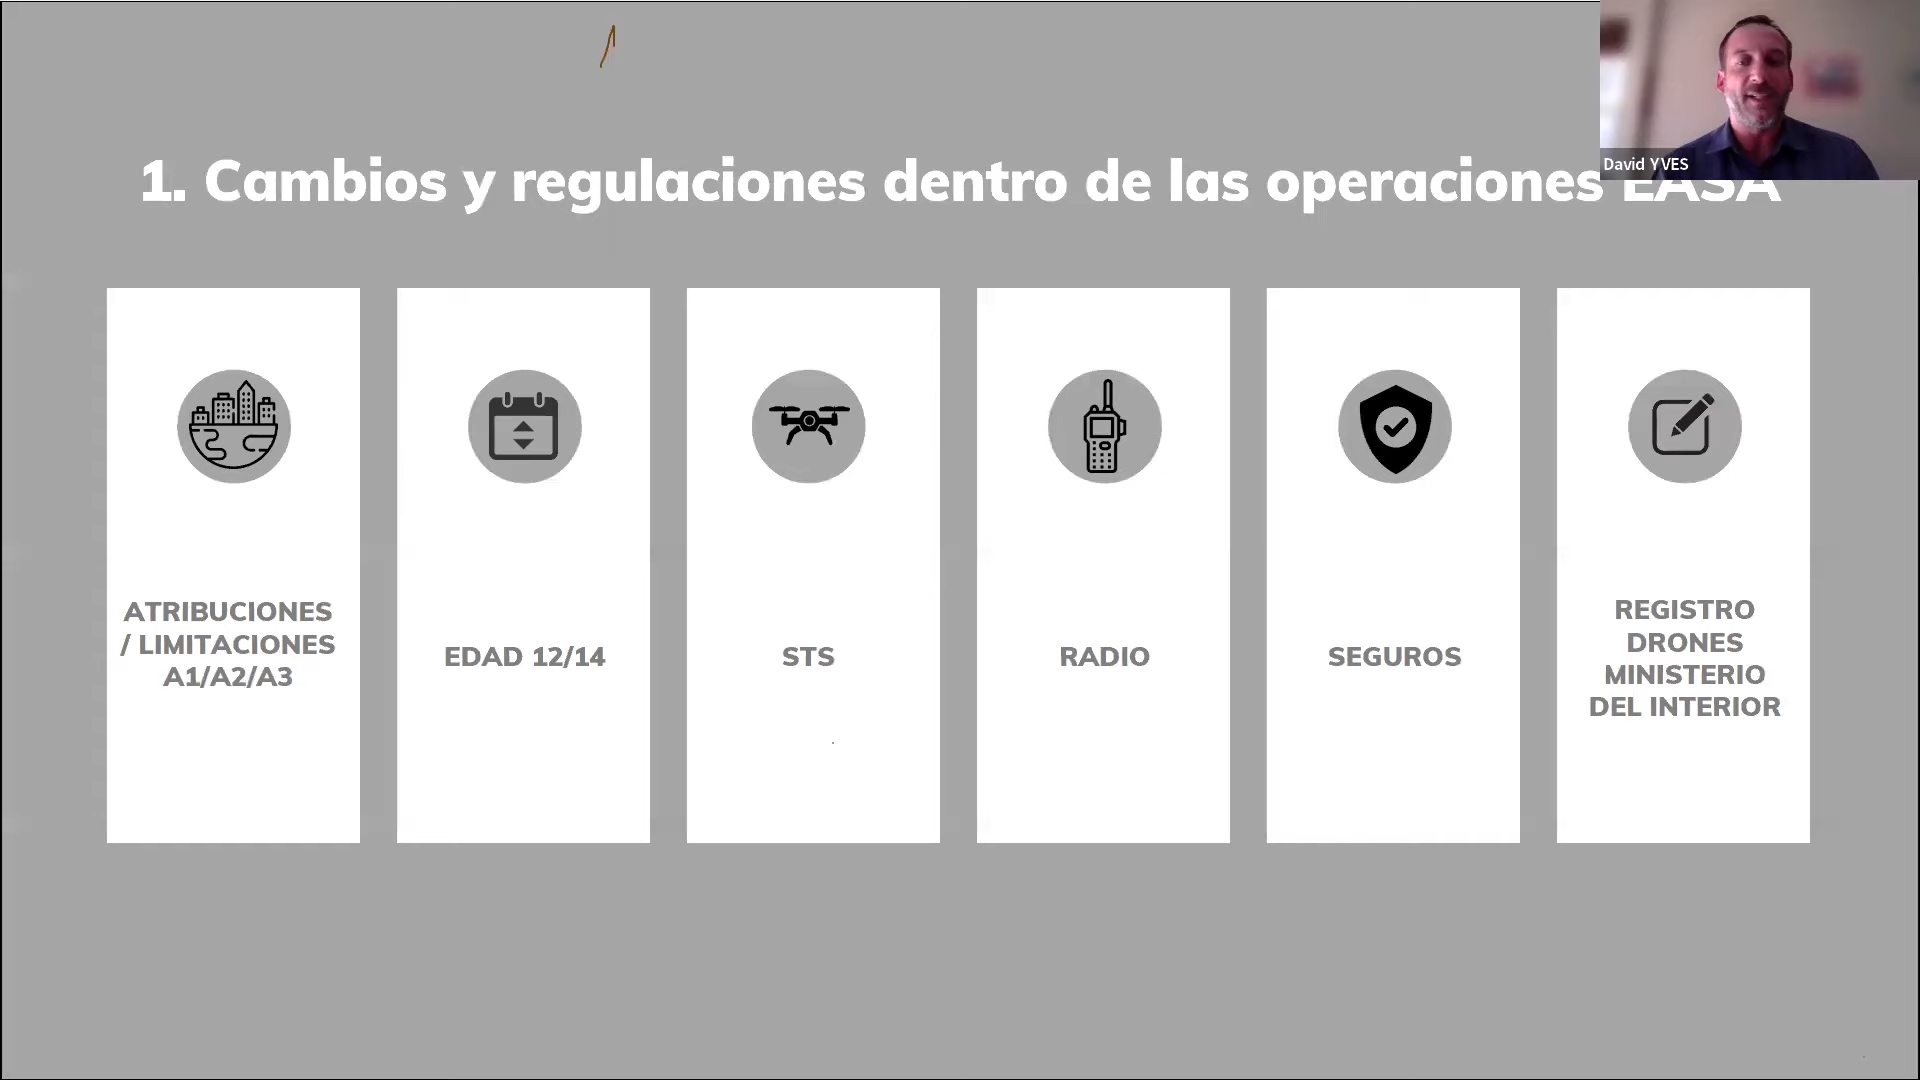 David YVES
1. Cambios y regulaciones dentro de las operaciones EASA
ATRIBUCIONES
/ LIMITACIONES
A1/A2/A3
EDAD 12/14
STS
RADIO
SEGUROS
REGISTRO
DRONES
MINISTERIO
DEL INTERIOR